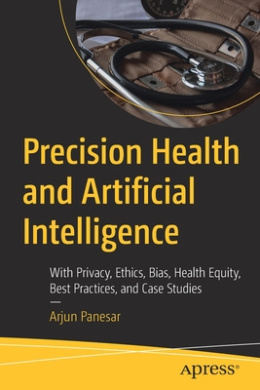 Precision Health
and Artificial
Intelligence
With Privacy, Ethics, Bias, Health Equity,
Best Practices, and Case Studies
—
Arjun Panesar
Apress®